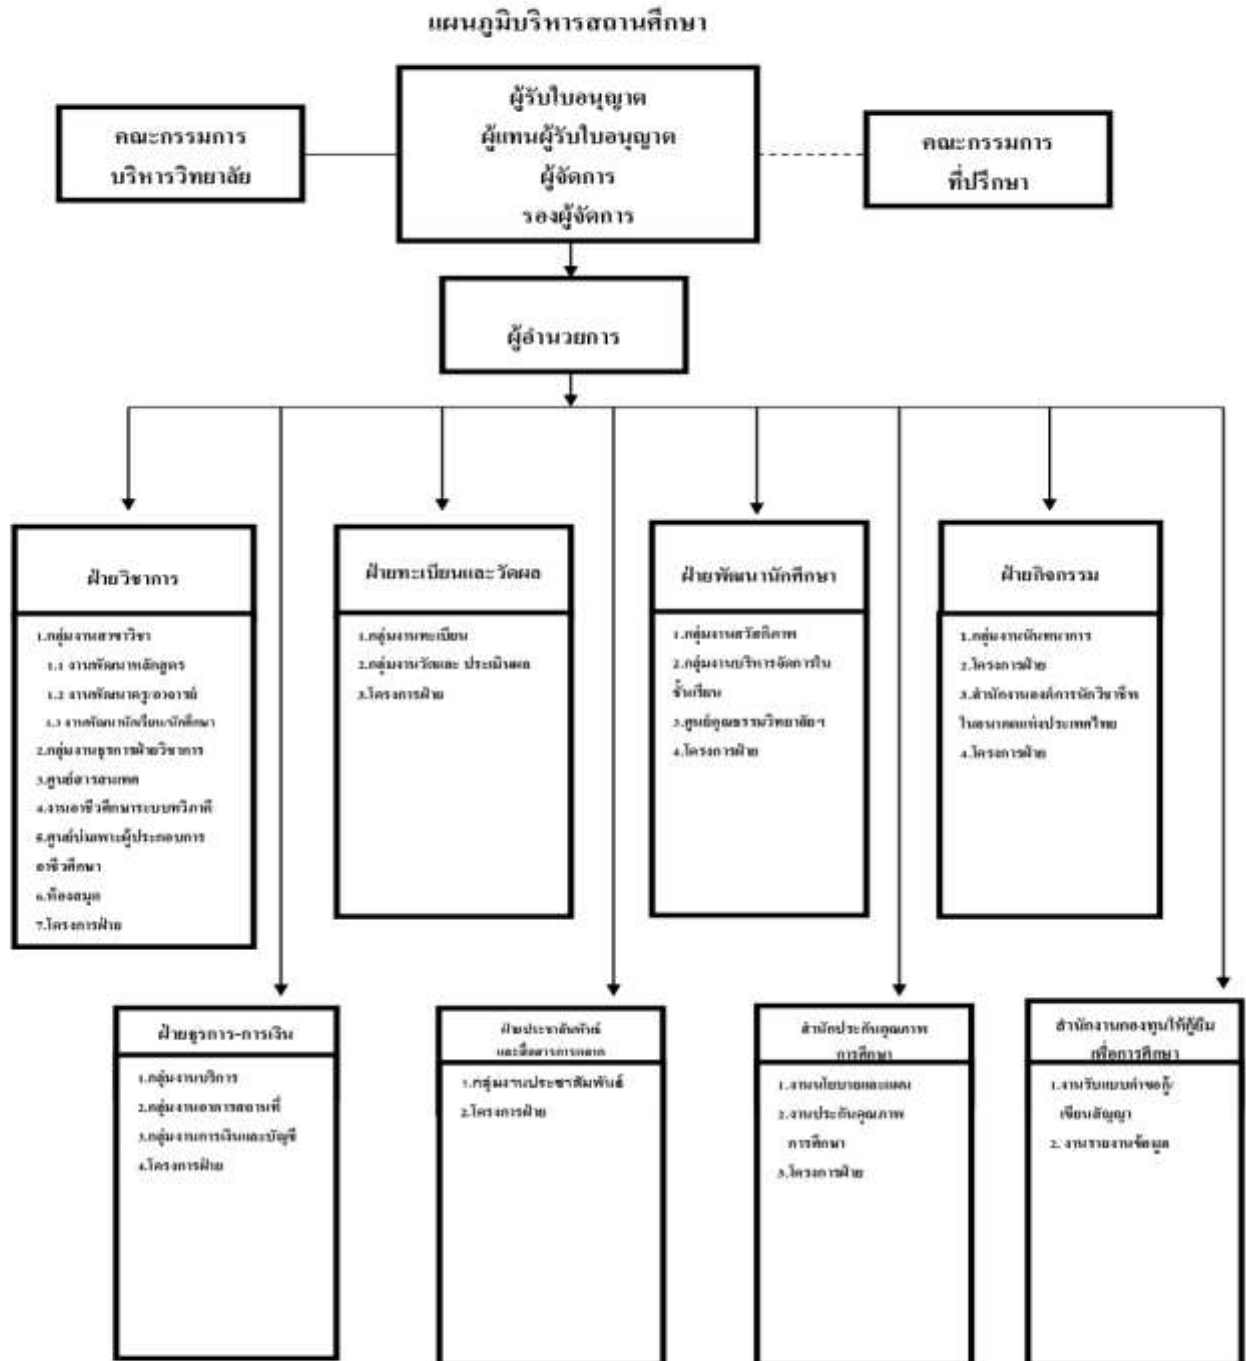 แผนภูมิบริหารสถานศึกษา
ผู้รับใบอนุญาต
ผู้แทนผู้รับใบอนุญาต
ผู้จัดการ
รองผู้จัดการ
คณะกรรมการ
บริหารวิทยาลัย
คณะกรรมการ
ที่ปรึกษา
ผู้อำนวยการ
ฝ่ายวิชาการ
1.กลุ่มงานสาขาวิชา
1.1 งานพัฒนาหลักสูตร
1.2 งานพัฒนาครู/อาจารย์
1.3 งานพัฒนานักเรียน/นักศึกษา
2.กลุ่มงานธุรการฝ่ายวิชาการ
3.ศูนย์สารสนเทศ
4.งานอาชีวศึกษาระบบทวิภาคี
5.ศูนย์บ่มเพาะผู้ประกอบการ
อาชีวศึกษา
6.ห้องสมุด
7.โครงการฝ่าย
ฝ่ายทะเบียนและวัดผล
1.กลุ่มงานทะเบียน
2.กลุ่มงานวัดและ ประเมินผล
3.โครงการฝ่าย
ฝ่ายพัฒนานักศึกษา
1.กลุ่มงานสวัสดิภาพ
2.กลุ่มงานบริหารจัดการใน
ชั้นเรียน
3.ศูนย์คุณธรรมวิทยาลัยฯ
4.โครงการฝ่าย
ฝ่ายกิจกรรม
1.กลุ่มงานนันทนาการ
2.โครงการฝ่าย
3.สำนักงานองค์การนักวิชาชีพ
ในอนาคตแห่งประเทศไทย
4.โครงการฝ่าย
ฝ่ายธุรการ-การเงิน
1.กลุ่มงานบริการ
2.กลุ่มงานอาคารสถานที่
3.กลุ่มงานการเงินและบัญชี
4.โครงการฝ่าย
ฝ่ายประชาสัมพันธ์
และสื่อสารการตลาด
1.กลุ่มงานประชาสัมพันธ์
2.โครงการฝ่าย
สำนักประกันคุณภาพ
การศึกษา
1.งานนโยบายและแผน
2.งานประกันคุณภาพ
การศึกษา
3.โครงการฝ่าย
สำนักงานกองทุนให้กู้ยืม
เพื่อการศึกษา
1.งานรับแบบคำขอกู้/
เขียนสัญญา
2. งานรายงานข้อมูล